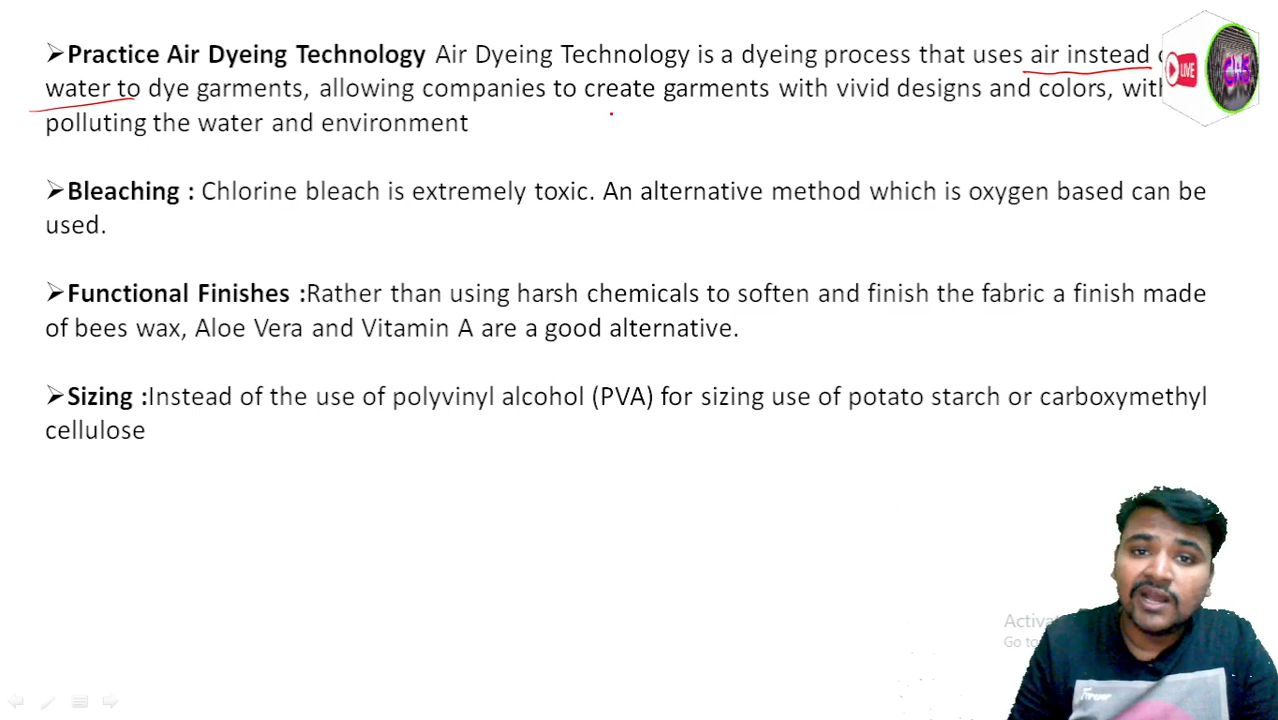 ➢Practice Air Dyeing Technology Air Dyeing Technology is a dyeing process that uses air instead
water to dye garments, allowing companies to create garments with vivid designs and colors,
polluting the water and environment
➢Bleaching : Chlorine bleach is extremely toxic. An alternative method which is oxygen based can be
used.
➢Functional Finishes :Rather than using harsh chemicals to soften and finish the fabric a finish made
of bees wax, Aloe Vera and Vitamin A are a good alternative.
➢Sizing :Instead of the use of polyvinyl alcohol (PVA) for sizing use of potato starch or carboxymethyl
cellulose
LIVE
Go to
Forever